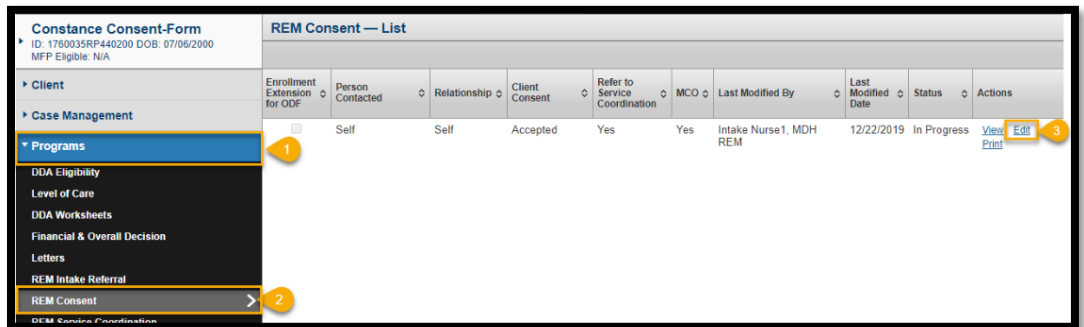 Constance Consent-Form
ID: 1760035RP440200 DOB: 07/06/2000
MFP Eligible: N/A
Client
Case Management
Programs
1
DDA Eligibility
Level of Care
DDA Worksheets
Financial & Overall Decision
Letters
REM Intake Referral
REM Consent
2
REM Service Coordination
REM Consent — List
Enrollment Extension for ODF Person Contacted Relationship Client Consent Refer to Service Coordination MCO Last Modified By Last Modified Date Status Actions
Self Self Accepted Yes Yes Intake Nurse1, MDH 12/22/2019 In Progress View Edit 3
REM Print